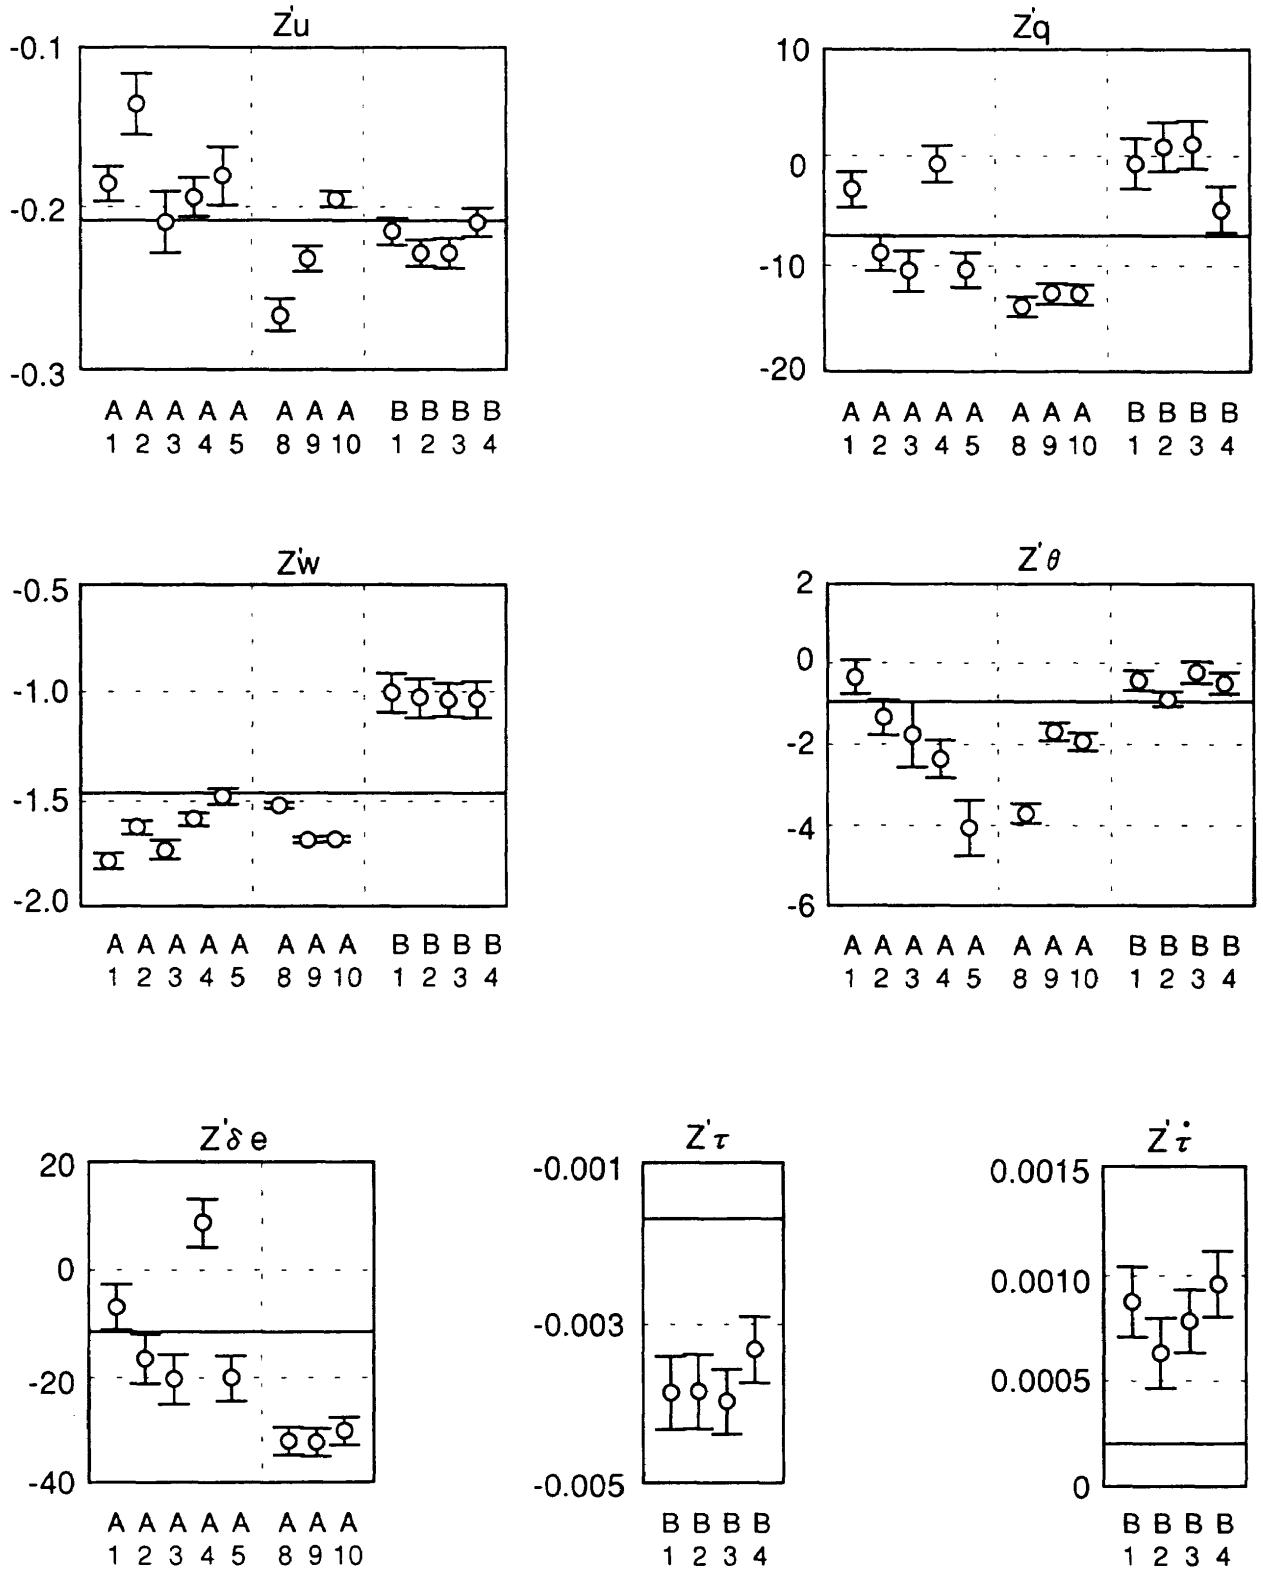 Z'u
-0.1
-0.2
-0.3
A A A A A A A A B B B B
1 2 3 4 5 8 9 10 1 2 3 4
Z'q
10
0
-10
-20
A A A A A A A A B B B B
1 2 3 4 5 8 9 10 1 2 3 4
Z'w
-0.5
-1.0
-1.5
-2.0
A A A A A A A A B B B B
1 2 3 4 5 8 9 10 1 2 3 4
Z'θ
2
0
-2
-4
-6
A A A A A A A A B B B B
1 2 3 4 5 8 9 10 1 2 3 4
Z'δe
20
0
-20
-40
A A A A A A A A
1 2 3 4 5 8 9 10
Z'τ
-0.001
-0.003
-0.005
B B B B
1 2 3 4
Z'τ̇
0.0015
0.0010
0.0005
0
B B B B
1 2 3 4